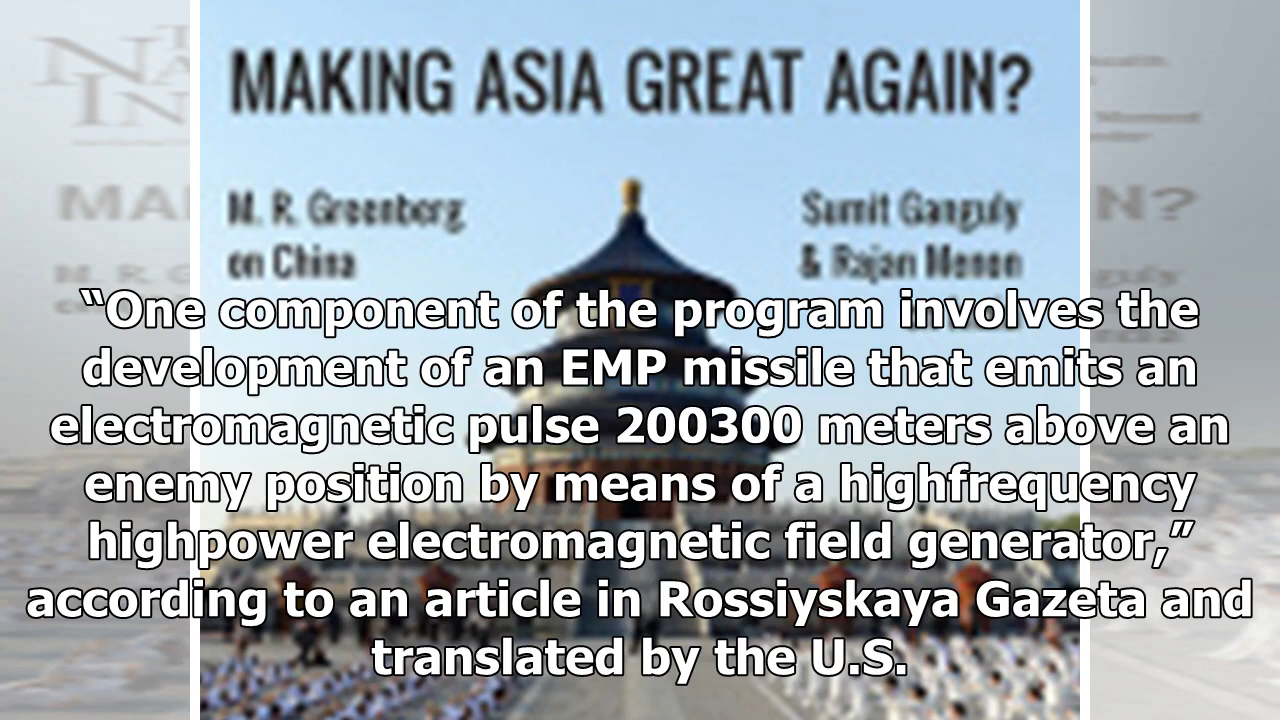 MAKING ASIA GREAT AGAIN?
M. R. Greenberg
on China
Sumit Ganguly
& Rajan Menon
“One component of the program involves the
development of an EMP missile that emits an
electromagnetic pulse 200300 meters above an
enemy position by means of a highfrequency
highpower electromagnetic field generator,”
according to an article in Rossiyskaya Gazeta and
translated by the U.S.